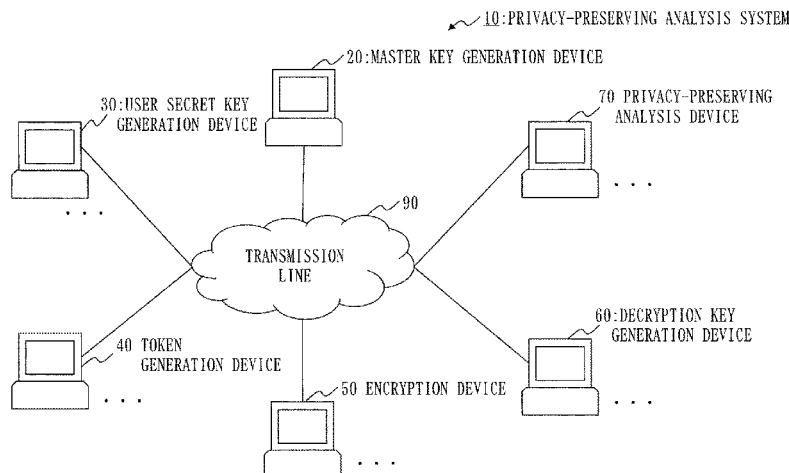 10:PRIVACY-PRESERVING ANALYSIS SYSTEM
20:MASTER KEY GENERATION DEVICE
30:USER SECRET KEY
GENERATION DEVICE
70 PRIVACY-PRESERVING
ANALYSIS DEVICE
. . .
. . .
90
TRANSMISSION
LINE
60:DECRYPTION KEY
GENERATION DEVICE
40 TOKEN
GENERATION DEVICE
50 ENCRYPTION DEVICE
. . .
. . .
. . .